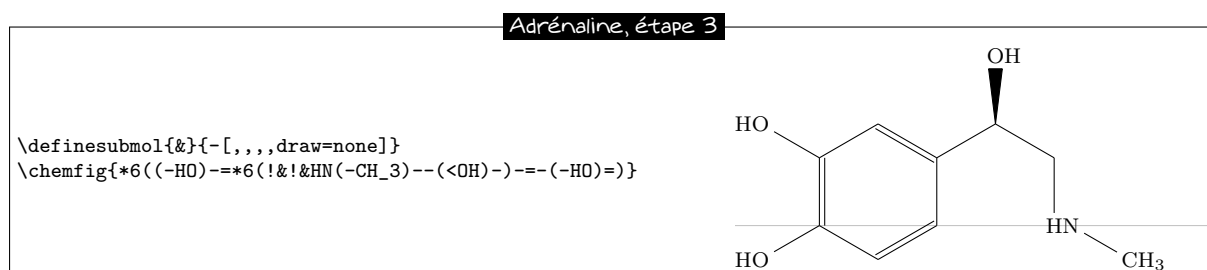 Adrénaline, étape 3
\definesubmol{&}{-[,,,,draw=none]}
\chemfig{*6((-HO)-=*6(!&!&HN(-CH_3)--(<OH)-)-=-(-HO)=)}
OH
HO
HN
HO
CH₃